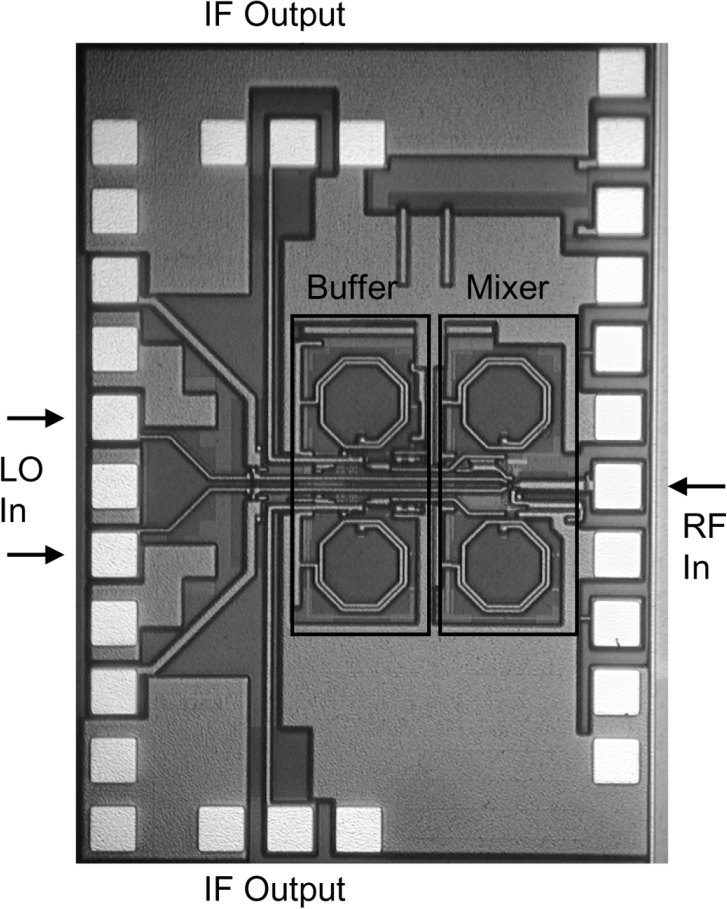 IF Output
Buffer
Mixer
LO
In
RF
In
IF Output